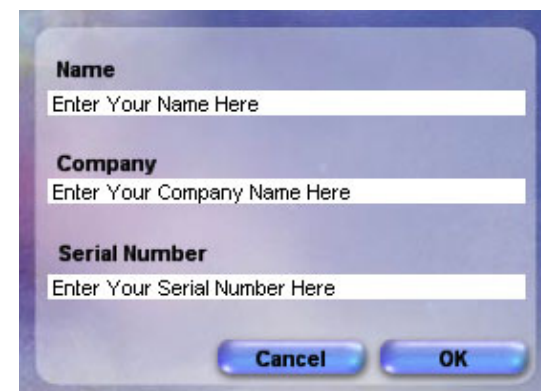 Name
Enter Your Name Here
Company
Enter Your Company Name Here
Serial Number
Enter Your Serial Number Here
Cancel OK